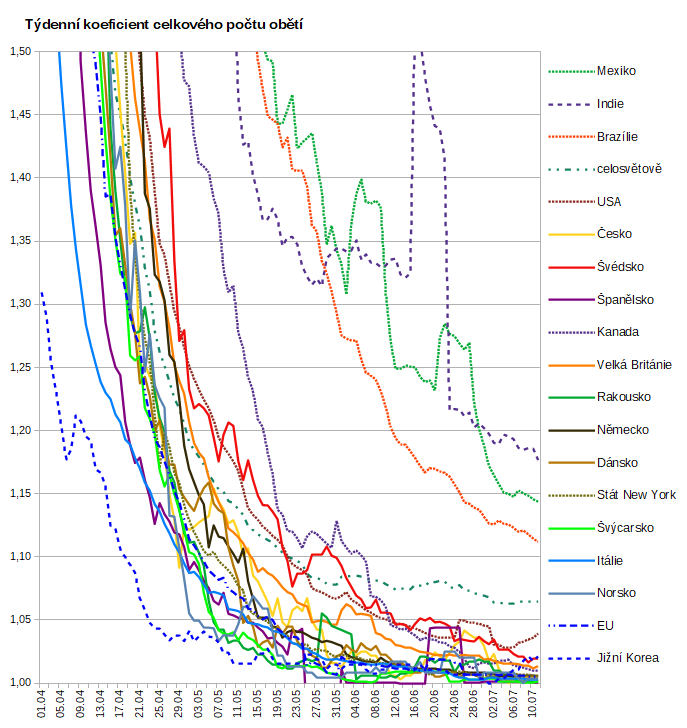 Týdenní koeficient celkového počtu obětí
1,50
1,45
1,40
1,35
1,30
1,25
1,20
1,15
1,10
1,05
1,00
01.04
05.04
09.04
13.04
17.04
21.04
25.04
29.04
03.05
07.05
11.05
15.05
19.05
23.05
27.05
31.05
04.06
08.06
12.06
16.06
20.06
24.06
28.06
02.07
06.07
10.07
Mexiko
Indie
Brazílie
celosvětově
USA
Česko
Švédsko
Španělsko
Kanada
Velká Británie
Rakousko
Německo
Dánsko
Stát New York
Švýcarsko
Itálie
Norsko
EU
Jižní Korea